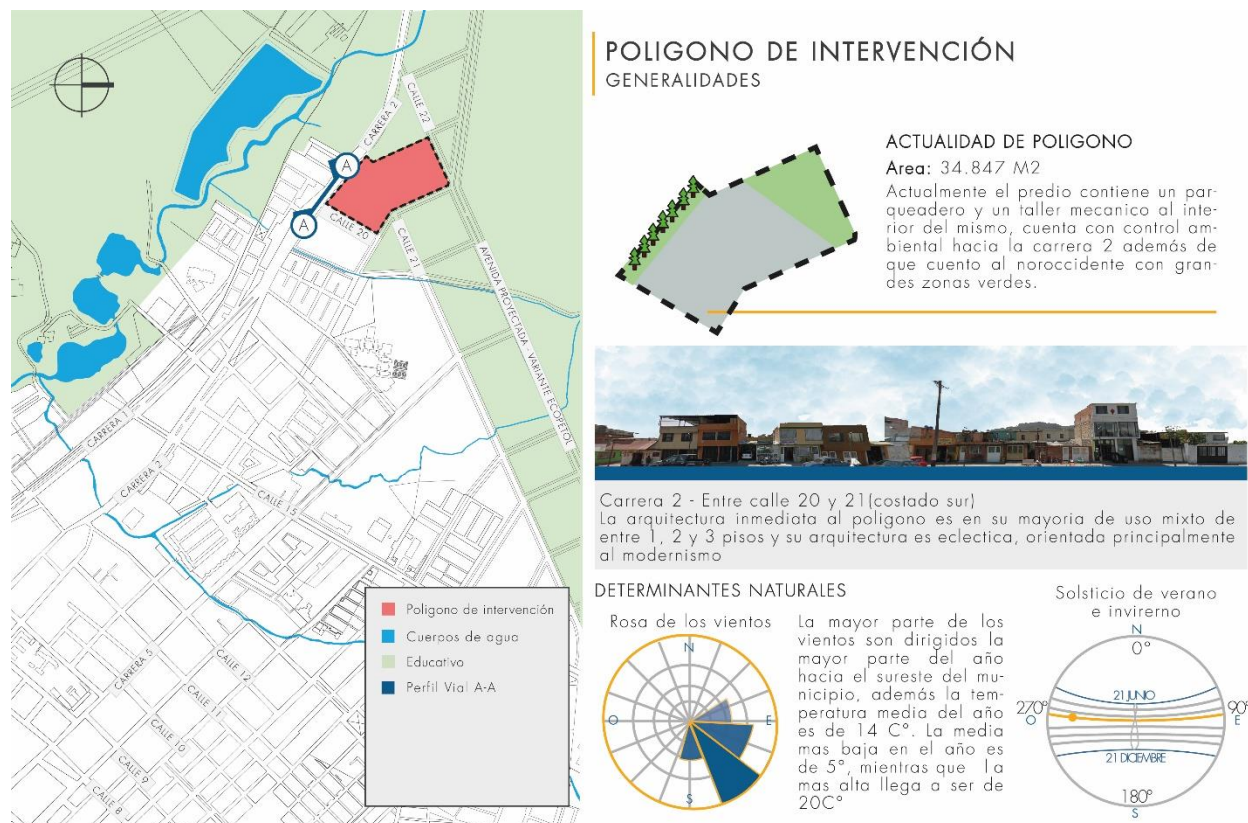 CARRERA 2
CALLE 22
A
A
CALLE 20
CALLE 21
AVENIDA PROYECTADA - VARIANTE ECOPETOL
CARRERA 1
CARRERA 2
CALLE 15
CARRERA 5
CALLE 12
CALLE 11
CALLE 10
CALLE 9
CALLE 8
Poligono de intervención
Cuerpos de agua
Educativo
Perfil Vial A-A
POLIGONO DE INTERVENCIÓN
GENERALIDADES
ACTUALIDAD DE POLIGONO
Area: 34.847 M2
Actualmente el predio contiene un par-
queadero y un taller mecanico al inte-
rior del mismo, cuenta con control am-
biental hacia la carrera 2 además de
que cuento al noroccidente con gran-
des zonas verdes.
Carrera 2 - Entre calle 20 y 21(costado sur)
La arquitectura inmediata al poligono es en su mayoria de uso mixto de
entre 1, 2 y 3 pisos y su arquitectura es eclectica, orientada principalmente
al modernismo
DETERMINANTES NATURALES
Rosa de los vientos
N
O
E
S
La mayor parte de los
vientos son dirigidos la
mayor parte del año
hacia el sureste del mu-
nicipio, además la tem-
peratura media del año
es de 14 C°. La media
mas baja en el año es
de 5°, mientras que la
mas alta llega a ser de
20C°
Solsticio de verano
e invirerno
N
0°
21 JUNIO
270°
O
90°
E
21 DICIEMBRE
180°
S